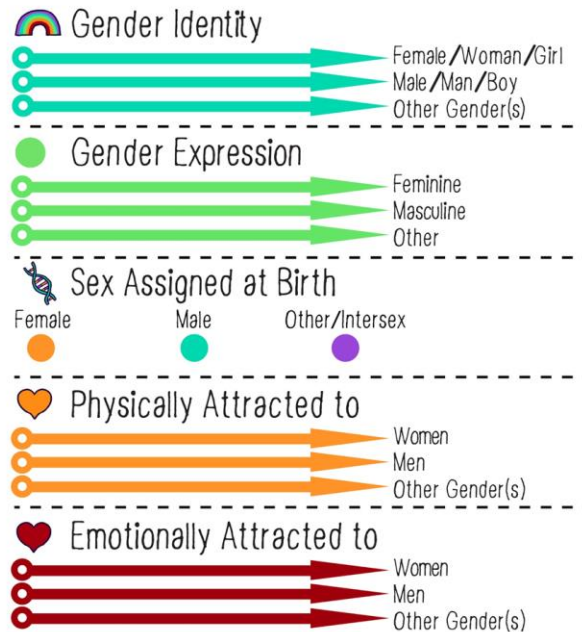 Gender Identity
Female/Woman/Girl
Male/Man/Boy
Other Gender(s)
Gender Expression
Feminine
Masculine
Other
Sex Assigned at Birth
Female Male Other/Intersex
Physically Attracted to
Women
Men
Other Gender(s)
Emotionally Attracted to
Women
Men
Other Gender(s)